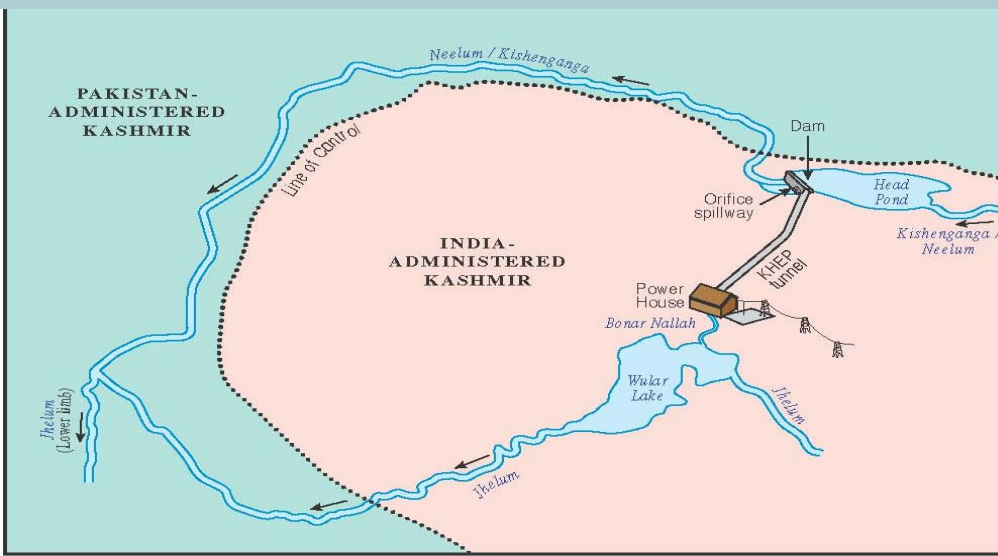 Neelum / Kishenganga
PAKISTAN-
ADMINISTERED
KASHMIR
Line of Control
Dam
Orifice
spillway
Head
Pond
Kishenganga /
Neelum
INDIA-
ADMINISTERED
KASHMIR
KHEP
tunnel
Power
House
Bonar Nallah
Wular
Lake
Jhelum
Jhelum
(Lower limb)
Jhelum